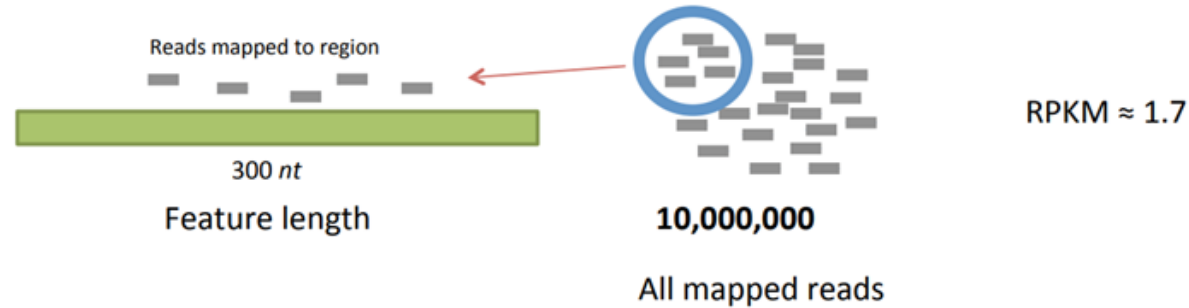 Reads mapped to region
300 nt
Feature length
10,000,000
All mapped reads
RPKM ≈ 1.7